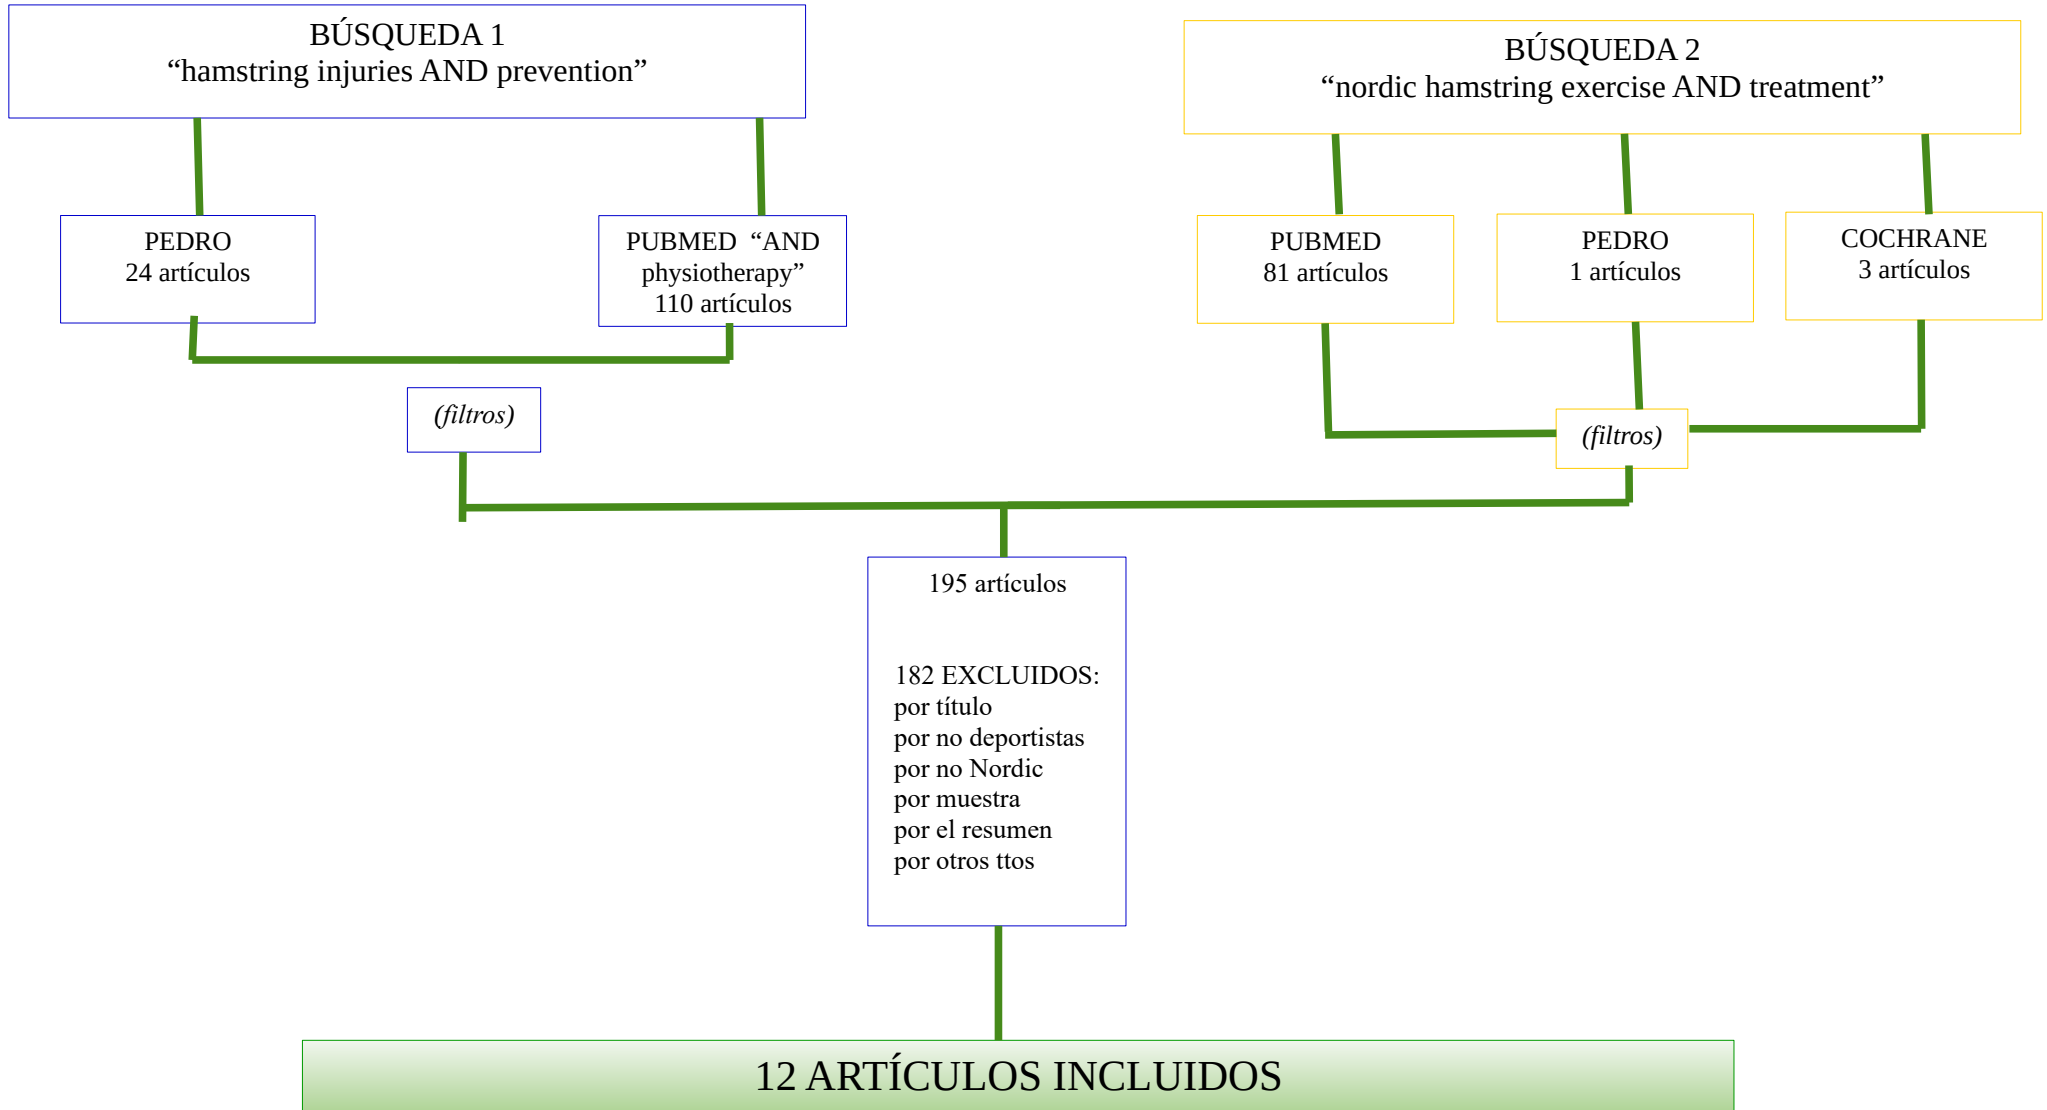 BÚSQUEDA 1
“hamstring injuries AND prevention”
BÚSQUEDA 2
“nordic hamstring exercise AND treatment”
PEDRO
24 artículos
PUBMED “AND
physiotherapy”
110 artículos
PUBMED
81 artículos
PEDRO
1 artículos
COCHRANE
3 artículos
(filtros)
(filtros)
195 artículos
182 EXCLUIDOS:
por título
por no deportistas
por no Nordic
por muestra
por el resumen
por otros ttos
12 ARTÍCULOS INCLUIDOS